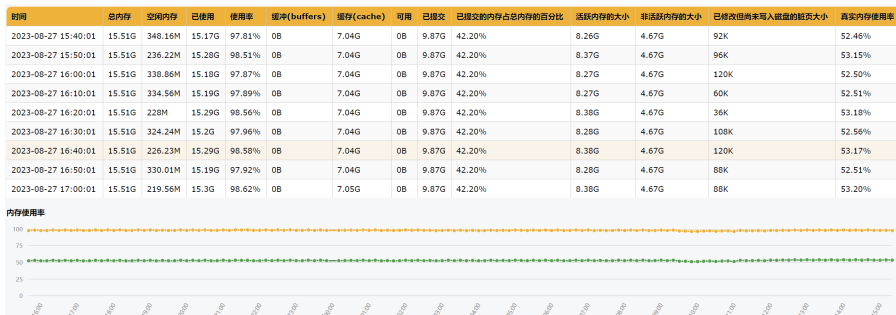 时间 总内存 空闲内存 已使用 使用率 缓冲(buffers) 缓存(cache) 可用 已提交 已提交的内存占总内存的百分比 活跃内存的大小 非活跃内存的大小 已修改但尚未写入磁盘的脏页大小 真实内存使用率
2023-08-27 15:40:01 15.51G 348.16M 15.17G 97.81% 0B 7.04G 0B 9.87G 42.20% 8.26G 4.67G 92K 52.46%
2023-08-27 15:50:01 15.51G 236.22M 15.28G 98.51% 0B 7.04G 0B 9.87G 42.20% 8.37G 4.67G 96K 53.15%
2023-08-27 16:00:01 15.51G 338.86M 15.18G 97.87% 0B 7.04G 0B 9.87G 42.20% 8.27G 4.67G 120K 52.50%
2023-08-27 16:10:01 15.51G 334.56M 15.19G 97.89% 0B 7.04G 0B 9.87G 42.20% 8.27G 4.67G 60K 52.51%
2023-08-27 16:20:01 15.51G 228M 15.29G 98.56% 0B 7.04G 0B 9.87G 42.20% 8.38G 4.67G 36K 53.18%
2023-08-27 16:30:01 15.51G 324.24M 15.2G 97.96% 0B 7.04G 0B 9.87G 42.20% 8.28G 4.67G 108K 52.56%
2023-08-27 16:40:01 15.51G 226.23M 15.29G 98.58% 0B 7.04G 0B 9.87G 42.20% 8.38G 4.67G 120K 53.17%
2023-08-27 16:50:01 15.51G 330.01M 15.19G 97.92% 0B 7.04G 0B 9.87G 42.20% 8.28G 4.67G 88K 52.51%
2023-08-27 17:00:01 15.51G 219.56M 15.3G 98.62% 0B 7.05G 0B 9.87G 42.20% 8.38G 4.67G 88K 53.20%
内存使用率
100
75
50
25
0